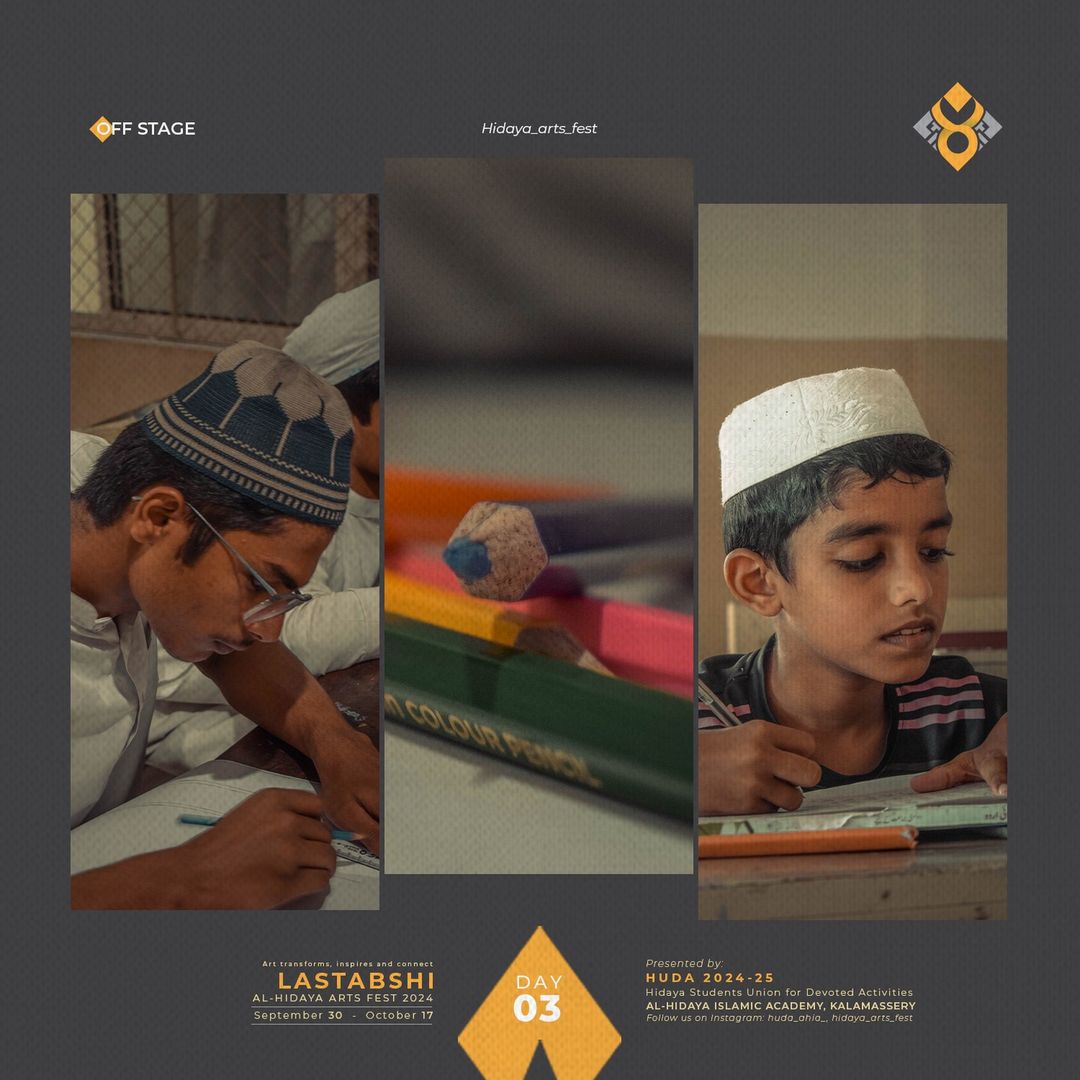 OFF STAGE
Hidaya_arts_fest
COLOUR PENCIL
Art transforms, inspires and connect
LASTABSHI
AL-HIDAYA ARTS FEST 2024
September 30 - October 17
DAY
03
Presented by:
HUDA 2024-25
Hidaya Students Union for Devoted Activities
AL-HIDAYA ISLAMIC ACADEMY, KALAMASSERY
Follow us on Instagram: huda_ahia_, hidaya_arts_fest